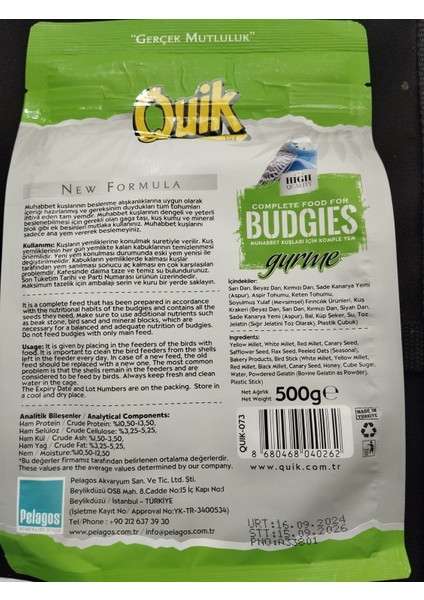 "GERÇEK MUTLULUK"
Quik
NEW FORMULA
Muhabbet kuşlarının beslenme alışkanlıklarına uygun olarak
içeriği hazırlanmış ve gereksinim duydukları tüm tohumları
ihtiva eden tam yemdir. Muhabbet kuşlarının dengeli ve yeterli
beslenebilmesi için gerekli olan gaga taşı, kuş kumu ve mineral
blok gibi ek besinleri mutlaka kullanınız. Muhabbet kuşlarını
sadece ana yem vererek beslemeyiniz.
Kullanımı: Kuşların yemliklerine konulmak suretiyle verilir. Kuş
yemliklerinin her gün yemlikte kalan kabuklarının temizlenmesi
önemlidir. Yeni yem konulması durumunda eski yem yenisi ile
değiştirilmelidir. Kabukların yemliklerde kalması kuşlar
tarafından yem sanılması sorunu aç kalması en çok karşılaşılan
problemdir. Kafesinde daima taze ve temiz su bulundurunuz.
Son Tüketim Tarihi ve Parti Numarası ürünün üzerindedir.
Maksimum tazelik için ambalajı serin ve kuru bir yerde saklayın.
It is a complete feed that has been prepared in accordance
with the nutritional habits of the budgies and contains all the
seeds they need. Make sure to use additional nutrients such
as beak stone, bird sand and mineral blocks, which are
necessary for a balanced and adequate nutrition of budgies.
Do not feed budgies with only main feed.
Usage: It is given by placing in the feeders of the birds with
food. It is important to clean the bird feeders from the shells
left in the feeder every day. In case of a new feed, the old
feed should be replaced with a new one. The most common
problem is that the shells remain in the feeders and are
considered to be feed by birds. Always keep fresh and clean
water in the cage.
The Expiry Date and Lot Numbers are on the packing. Store in
a cool and dry place.
Analitik Bileşenler / Analytical Components:
Ham Protein / Crude Protein: %10,50-13,50.
Ham Selüloz / Crude Cellulose: %3,25-5,25.
Ham Kül / Crude Ash: %1,50-3,50.
Ham Yağ / Crude Fat: %3,25-5,25.
Nem / Moisture: %10,50-12,50
*Bu değerler firmamız tarafından belirlenen ortalama değerlerdir.
These values are the average values determined by our company.
Pelagos
Pelagos Akvaryum San. Ve Tic. Ltd. Şti.
Beylikdüzü OSB Mah. 8.Cadde No:15 İç Kapı No:1
Beylikdüzü / İstanbul - TÜRKİYE
(İşletme Kayıt No/ Approval No:YK-TR-3400534)
Tel/Phone : +90 212 637 39 30
www.pelagos.com.tr / www.quik.com.tr
HIGH
QUALITY
COMPLETE FOOD FOR
BUDGIES
MUHABBET KUŞLARI İÇİN KOMPLE YEM
gurme
İçindekiler:
Sarı Darı, Beyaz Darı, Kırmızı Darı, Sade Kanarya Yemi
(Aspur), Aspir Tohumu, Keten Tohumu,
Soyulmuş Yulaf (mevsimsel) Fırıncılık Ürünleri, Kuş
Krakeri (Beyaz Darı, Sarı Darı, Kırmızı Darı, Siyah Darı,
Sade Kanarya Yemi (Aspur), Bal, Küp Şeker, Su, Toz
Jelatin (Sığır Jelatini Toz Olarak), Plastik Çubuk)
Ingredients:
Yellow Millet, White Millet, Red Millet, Canary Seed,
Safflower Seed, Flax Seed, Peeled Oats (Seasonal),
Bakery Products, Bird Stick (White Millet, Yellow Millet,
Red Millet, Black Millet, Canary Seed, Honey, Cube Sugar,
Water, Powdered Gelatin (Bovine Gelatin as Powder),
Plastic Stick)
Net Ağırlık
Net Weight
500g℮
QUIK-073
8 680468 040262
MADE IN
TÜRKİYE
www.quik.com.tr
URT:16.09.2024
STT:15.09.2026
PNO:A33801